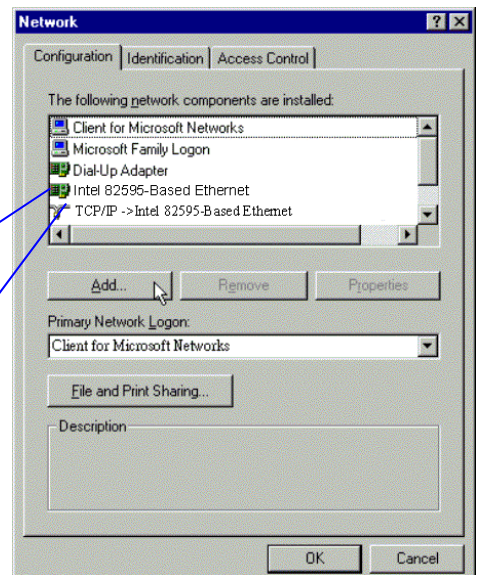 Network
Configuration Identification Access Control
The following network components are installed:
Client for Microsoft Networks
Microsoft Family Logon
Dial-Up Adapter
Intel 82595-Based Ethernet
TCP/IP ->Intel 82595-Based Ethernet
Add... Remove Properties
Primary Network Logon:
Client for Microsoft Networks
File and Print Sharing...
Description
OK Cancel